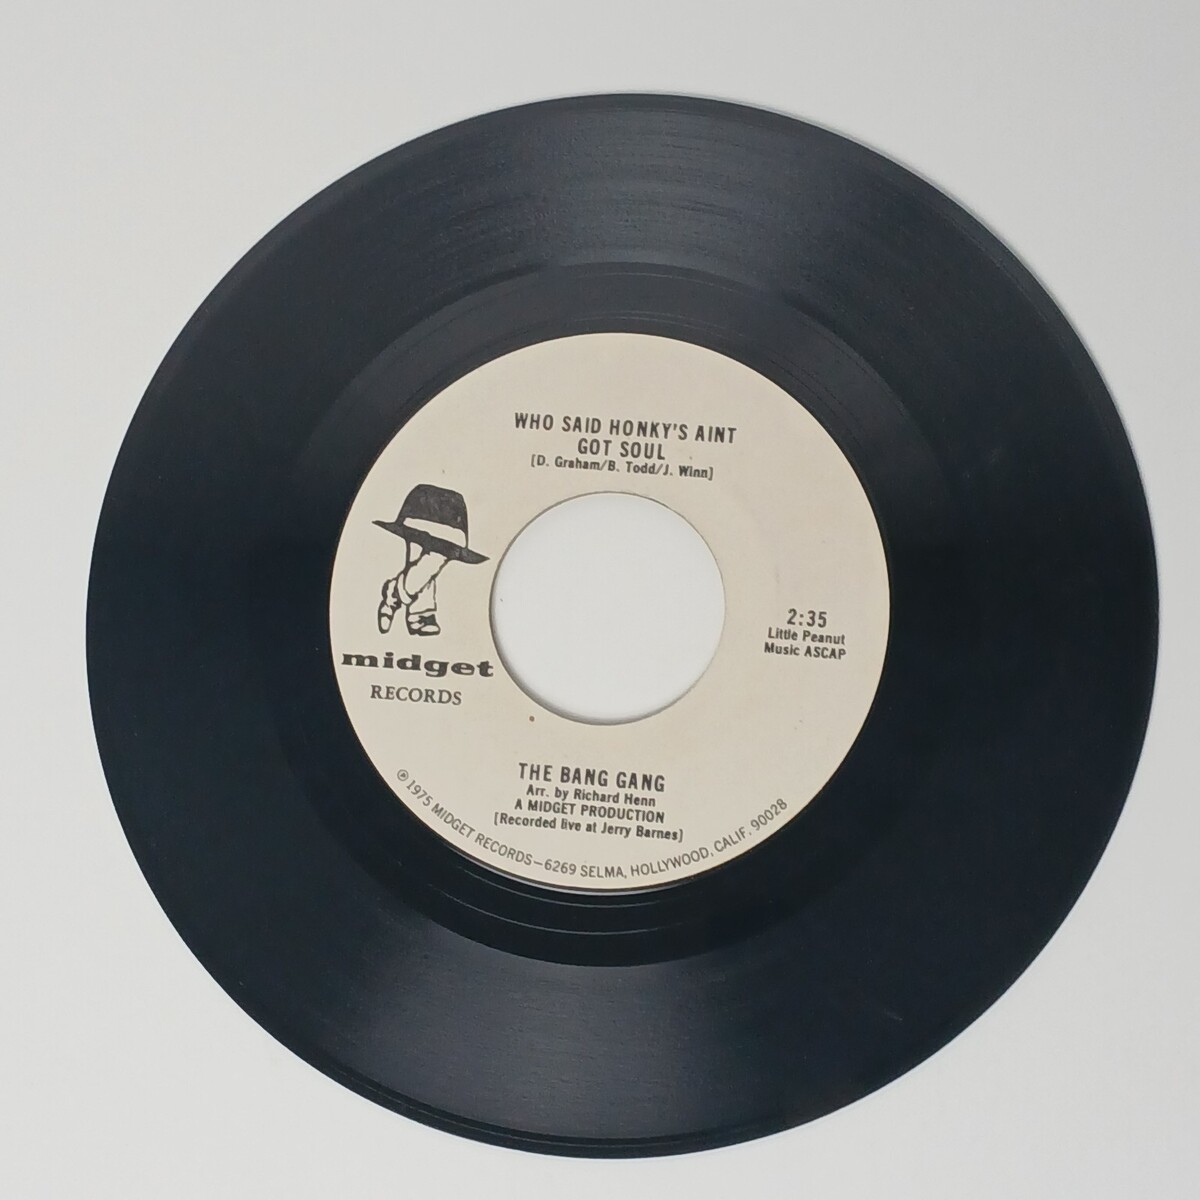 WHO SAID HONKY'S AINT
GOT SOUL
[D. Graham/B. Todd/J. Winn]
midget
RECORDS
2:35
Little Peanut
Music ASCAP
THE BANG GANG
Arr. by Richard Henn
A MIDGET PRODUCTION
[Recorded live at Jerry Barnes]
℗ 1975 MIDGET RECORDS—6269 SELMA, HOLLYWOOD, CALIF. 90028